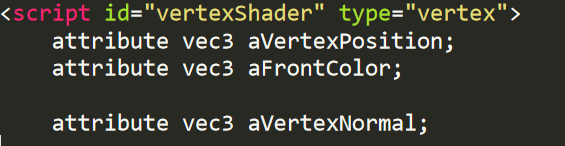 <script id="vertexShader" type="vertex">
attribute vec3 aVertexPosition;
attribute vec3 aFrontColor;
attribute vec3 aVertexNormal;